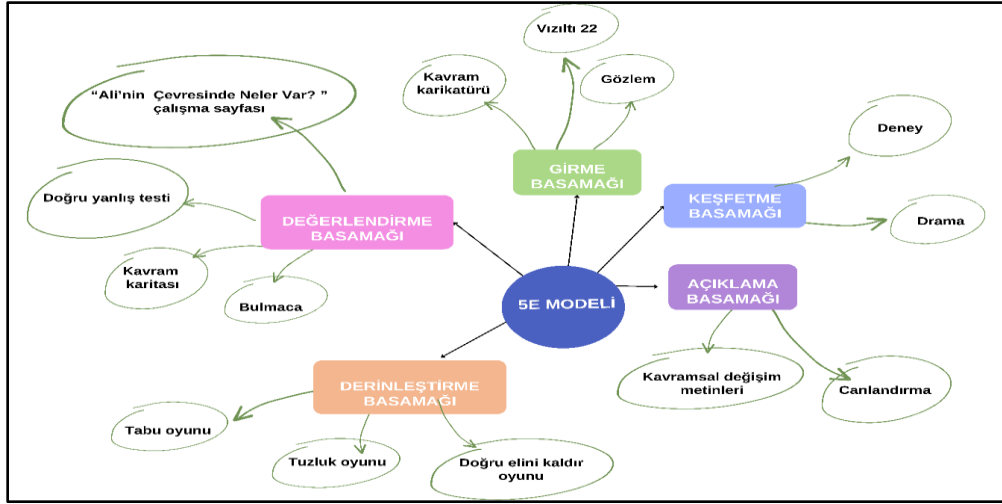 Vızıltı 22
Kavram
karikatürü
Gözlem
“Ali’nin Çevresinde Neler Var? ”
çalışma sayfası
Deney
GİRME
BASAMAĞI
Doğru yanlış testi
KEŞFETME
BASAMAĞI
DEĞERLENDİRME
BASAMAĞI
Drama
Kavram
karitası
Bulmaca
5E MODELİ
AÇIKLAMA
BASAMAĞI
DERİNLEŞTİRME
BASAMAĞI
Kavramsal değişim
metinleri
Canlandırma
Tabu oyunu
Tuzluk oyunu
Doğru elini kaldır
oyunu